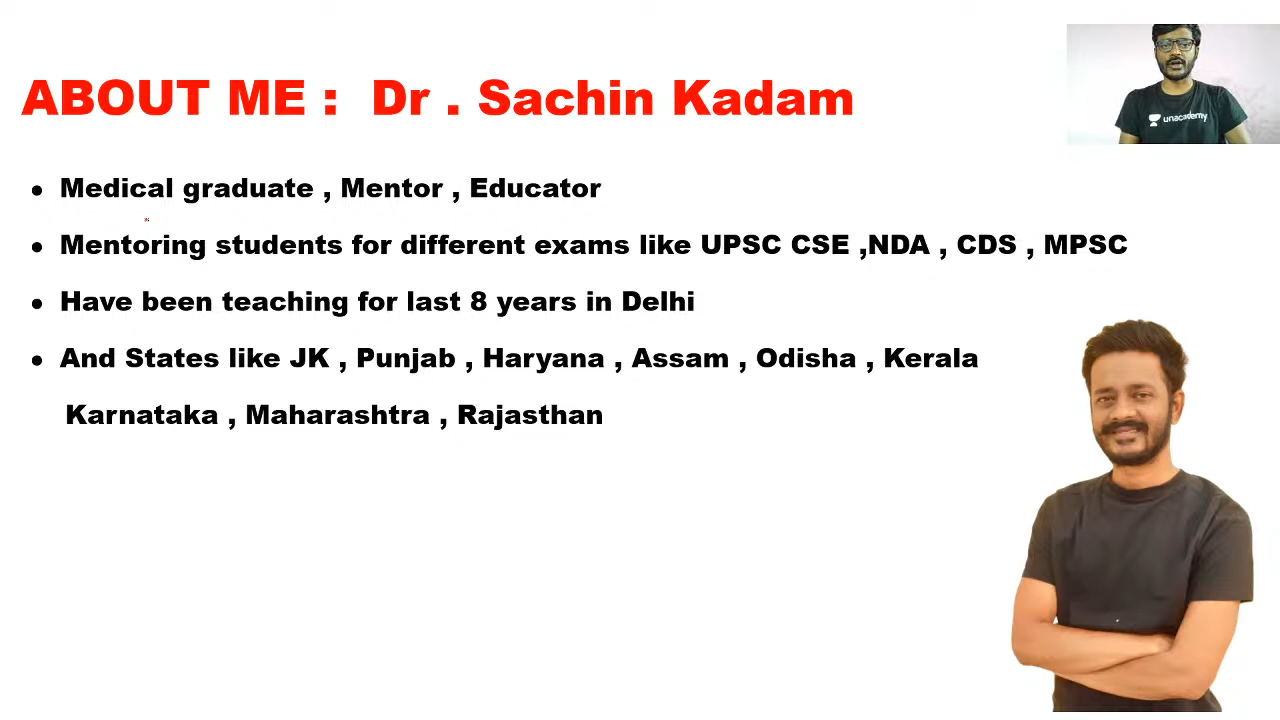 ABOUT ME : Dr . Sachin Kadam
unacademy
• Medical graduate , Mentor , Educator
• Mentoring students for different exams like UPSC CSE ,NDA , CDS , MPSC
• Have been teaching for last 8 years in Delhi
• And States like JK , Punjab , Haryana , Assam , Odisha , Kerala
Karnataka , Maharashtra , Rajasthan